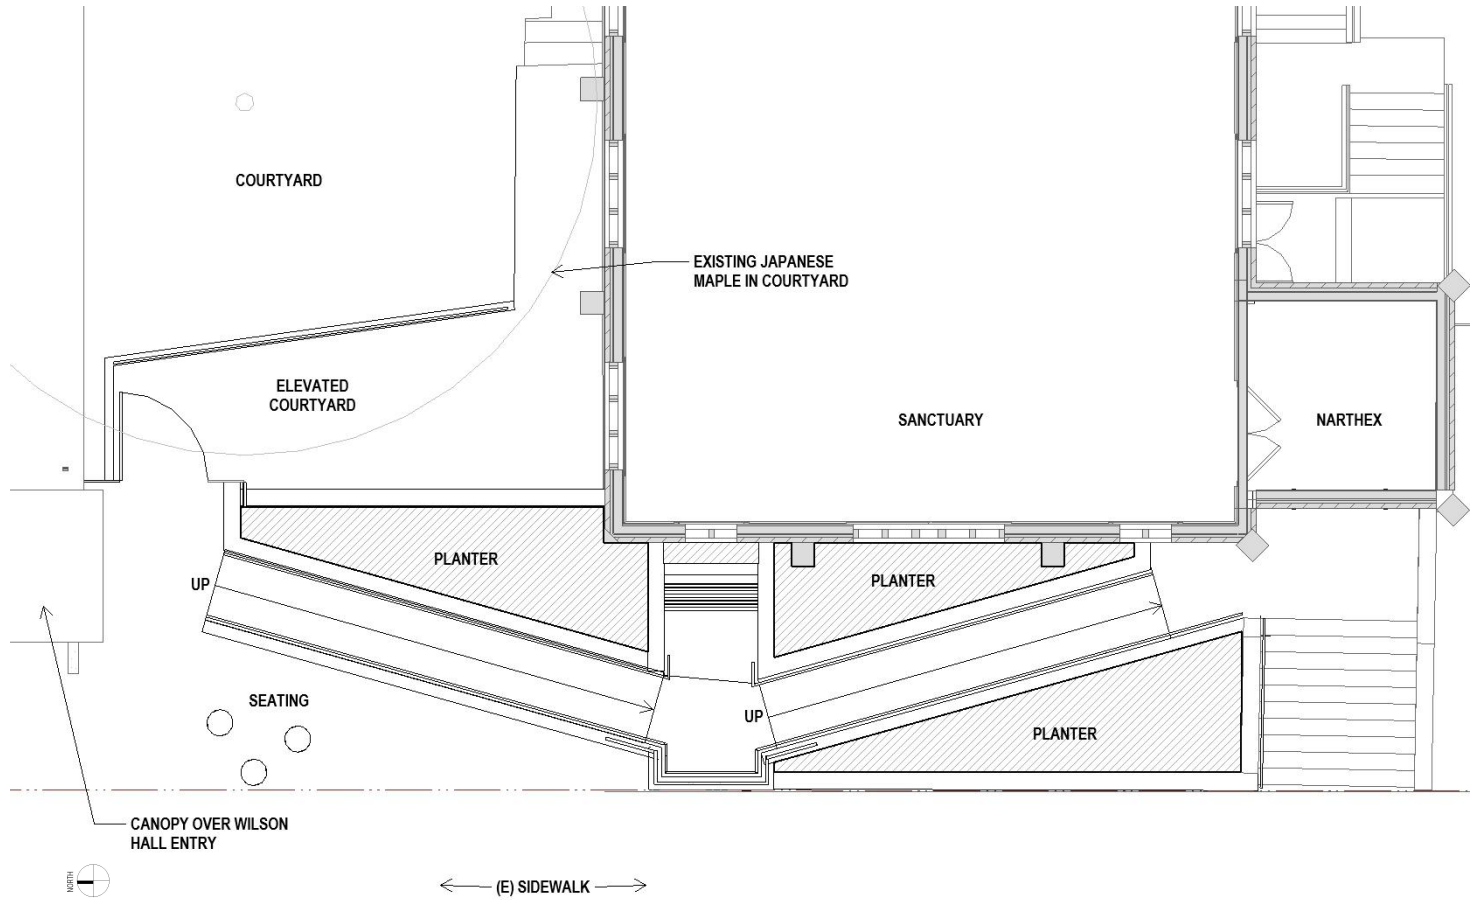 COURTYARD
EXISTING JAPANESE
MAPLE IN COURTYARD
ELEVATED
COURTYARD
SANCTUARY
NARTHEX
PLANTER
PLANTER
UP
SEATING
UP
PLANTER
CANOPY OVER WILSON
HALL ENTRY
NORTH
(E) SIDEWALK